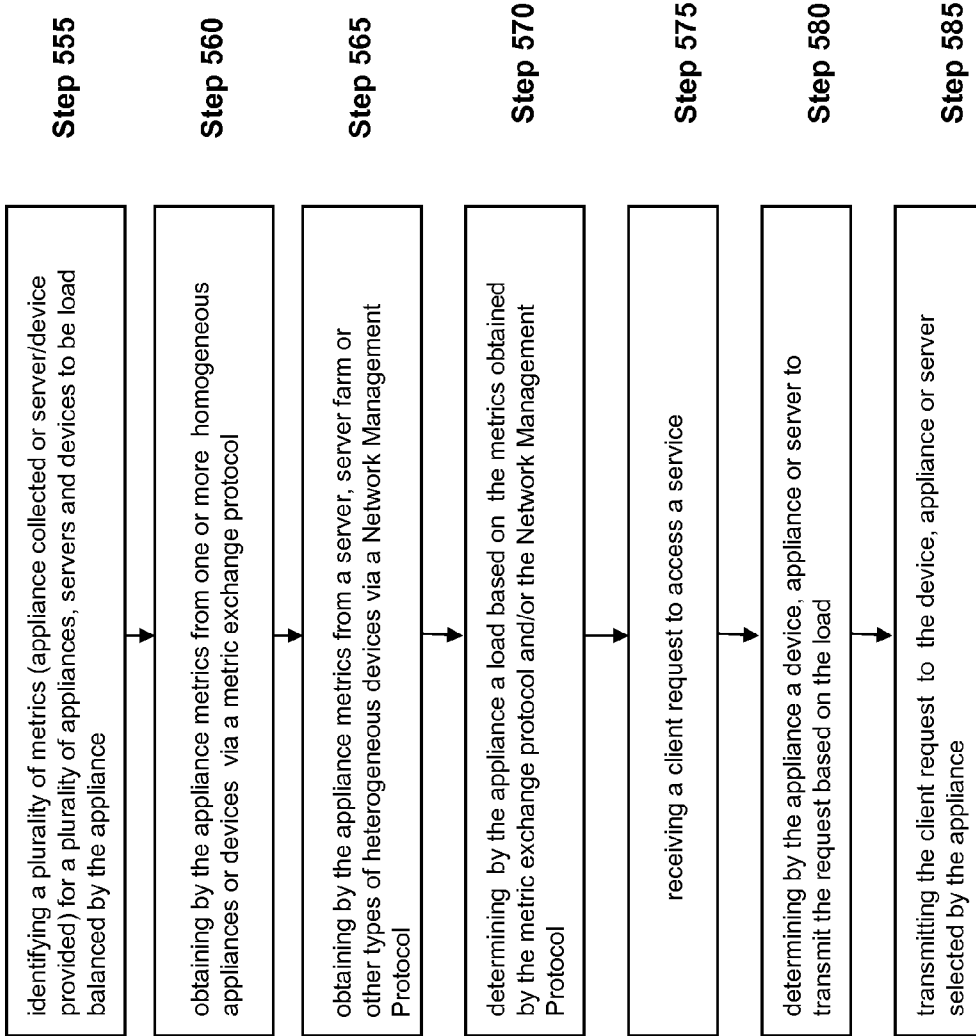 identifying a plurality of metrics (appliance collected or server/device
provided) for a plurality of appliances, servers and devices to be load
balanced by the appliance
Step 555
obtaining by the appliance metrics from one or more homogeneous
appliances or devices via a metric exchange protocol
Step 560
obtaining by the appliance metrics from a server, server farm or
other types of heterogeneous devices via a Network Management
Protocol
Step 565
determining by the appliance a load based on the metrics obtained
by the metric exchange protocol and/or the Network Management
Protocol
Step 570
receiving a client request to access a service
Step 575
determining by the appliance a device, appliance or server to
transmit the request based on the load
Step 580
transmitting the client request to the device, appliance or server
selected by the appliance
Step 585